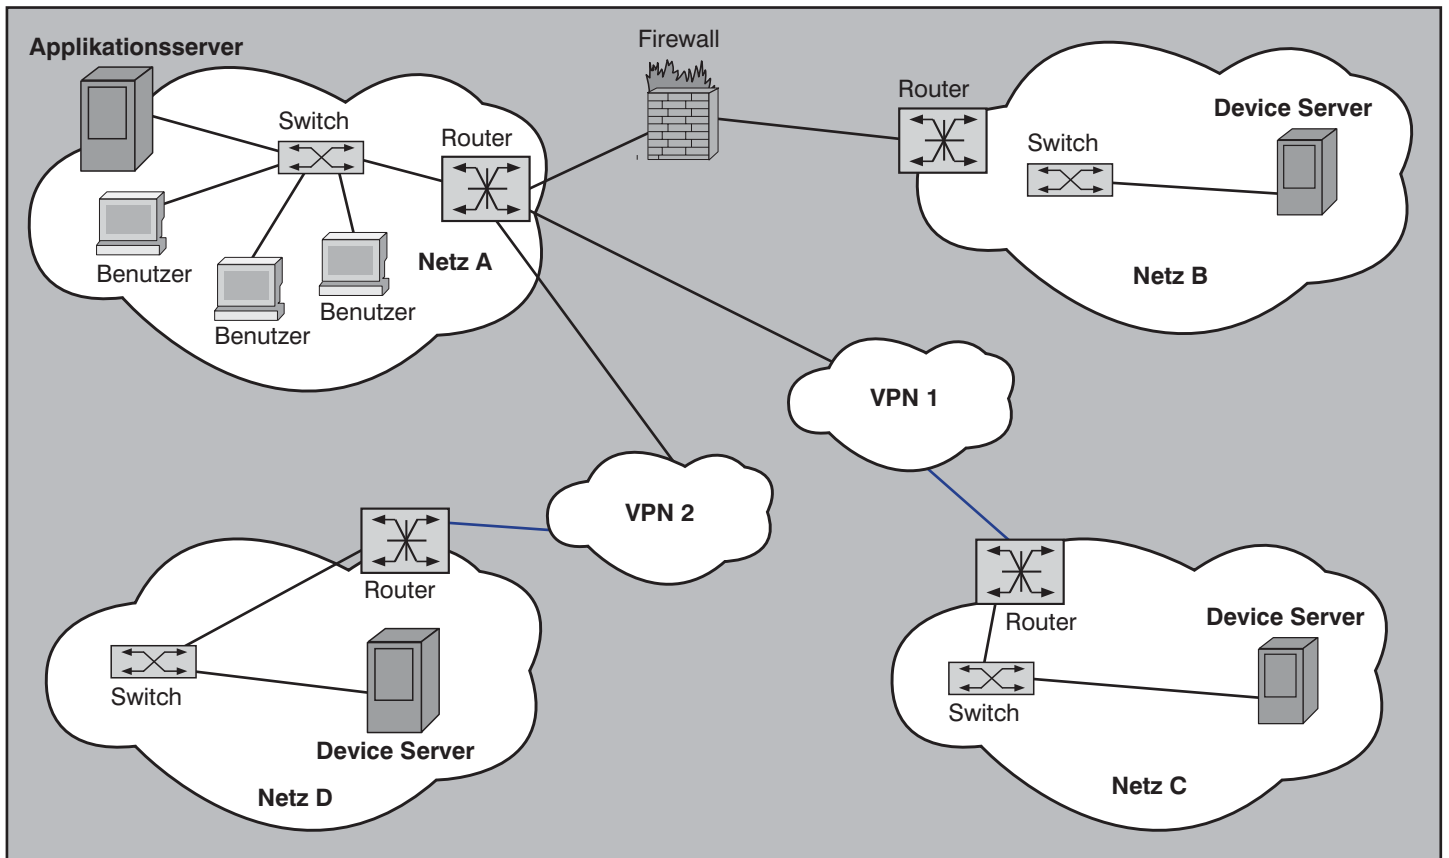 Applikationsserver
Firewall
Router
Device Server
Switch
Router
Switch
Benutzer
Benutzer
Benutzer
Netz A
Netz B
VPN 1
VPN 2
Router
Switch
Device Server
Netz D
Router
Device Server
Switch
Netz C